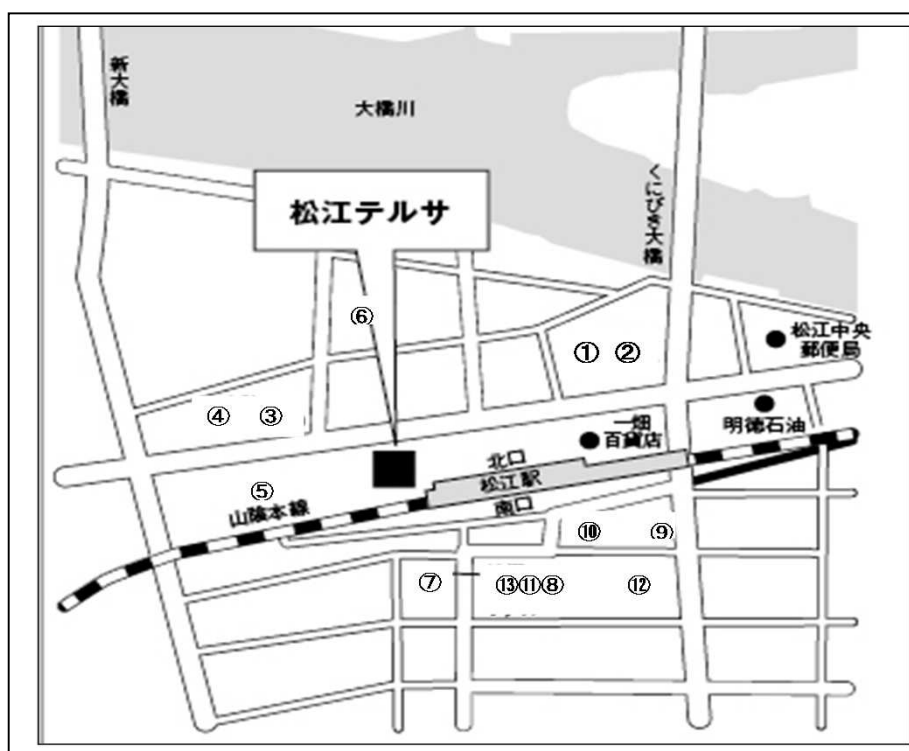 新大橋
大橋川
くにびき大橋
松江テルサ
⑥
① ②
松江中央
郵便局
④ ③
明徳石油
一畑
百貨店
北口
松江駅
南口
⑤
山陰本線
⑩ ⑨
⑦ ⑬⑪⑧ ⑫